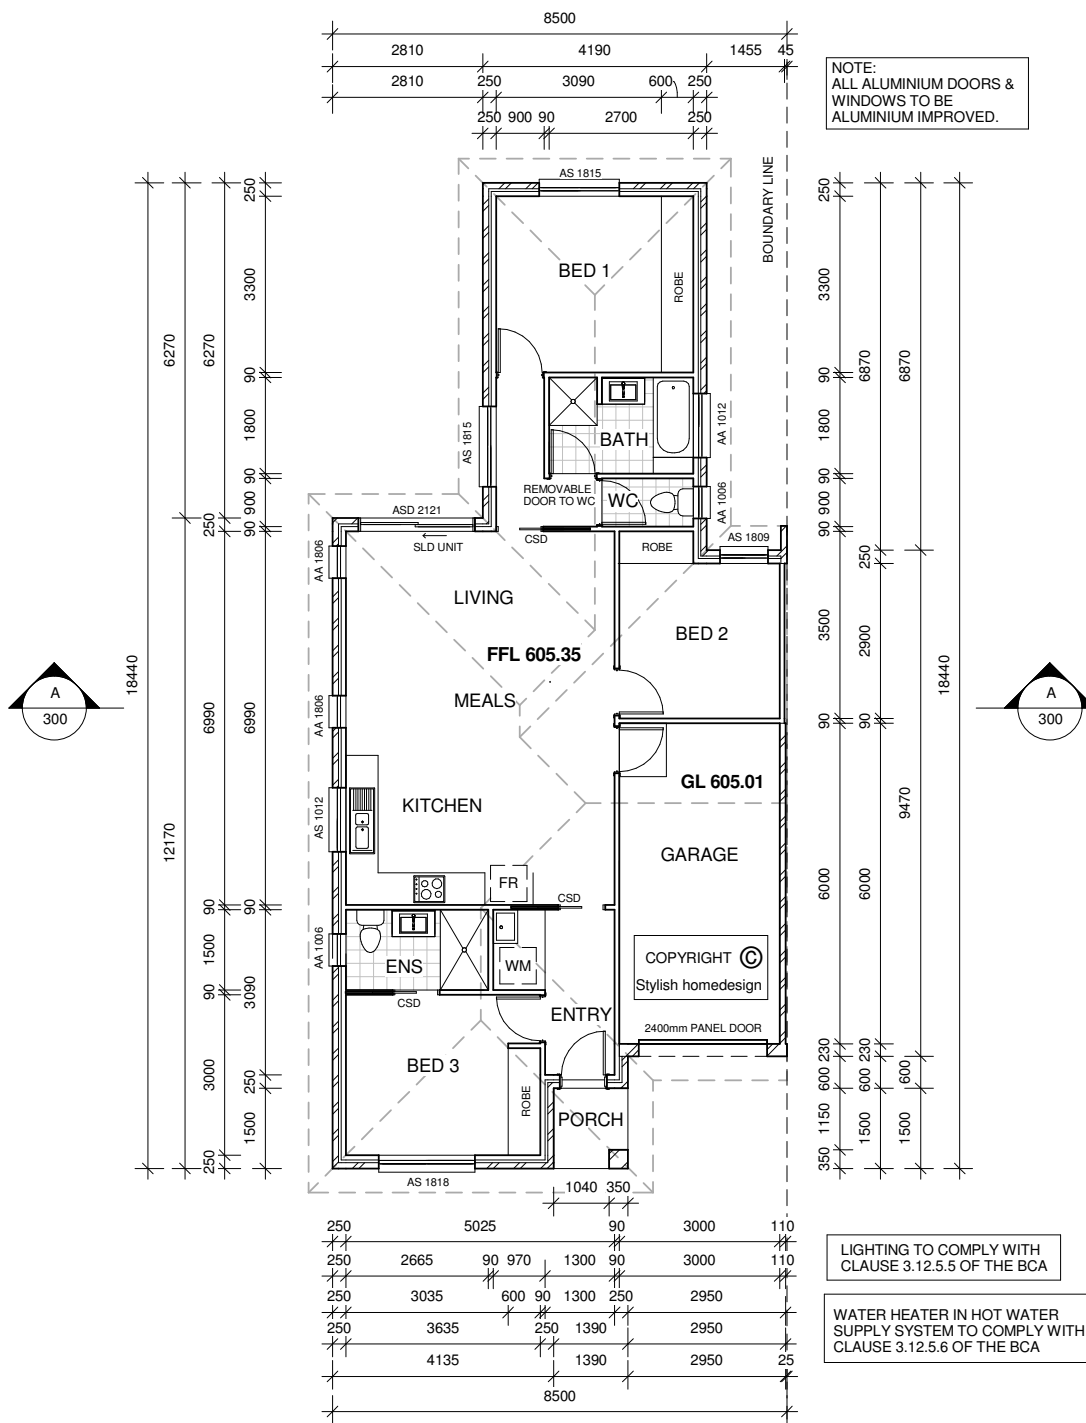 8500
2810 4190 1455 45
2810 250 3090 600 250
250 900 90 2700 250
NOTE:
ALL ALUMINIUM DOORS &
WINDOWS TO BE
ALUMINIUM IMPROVED.
BOUNDARY LINE
AS 1815
BED 1
ROBE
BATH
AA 1012
AS 1815
REMOVABLE
DOOR TO WC
WC
AA 1006
ASD 2121
SLD UNIT
CSD
ROBE
AS 1809
AA 1806
LIVING
BED 2
FFL 605.35
MEALS
AA 1806
GL 605.01
KITCHEN
AS 1012
GARAGE
FR
CSD
AA 1006
ENS
WM
COPYRIGHT ©
Stylish homedesign
CSD
ENTRY
2400mm PANEL DOOR
BED 3
ROBE
PORCH
AS 1818
A
300
A
300
18440
6270
12170
6270
250
6990
90
1500
90
3000
250
250
3300
90
1800
90
900
90
6990
90
3090
250
1500
250
3300
90
1800
90
900
90
3500
90
6000
230
600
1150
350
6870
250
2900
90
6000
230
600
1500
6870
9470
600
1500
18440
1040 350
250 5025 90 3000 110
250 2665 90 970 1300 90 3000 110
250 3035 600 90 1300 250 2950
250 3635 250 1390 2950
4135 1390 2950 25
8500
LIGHTING TO COMPLY WITH
CLAUSE 3.12.5.5 OF THE BCA
WATER HEATER IN HOT WATER
SUPPLY SYSTEM TO COMPLY WITH
CLAUSE 3.12.5.6 OF THE BCA